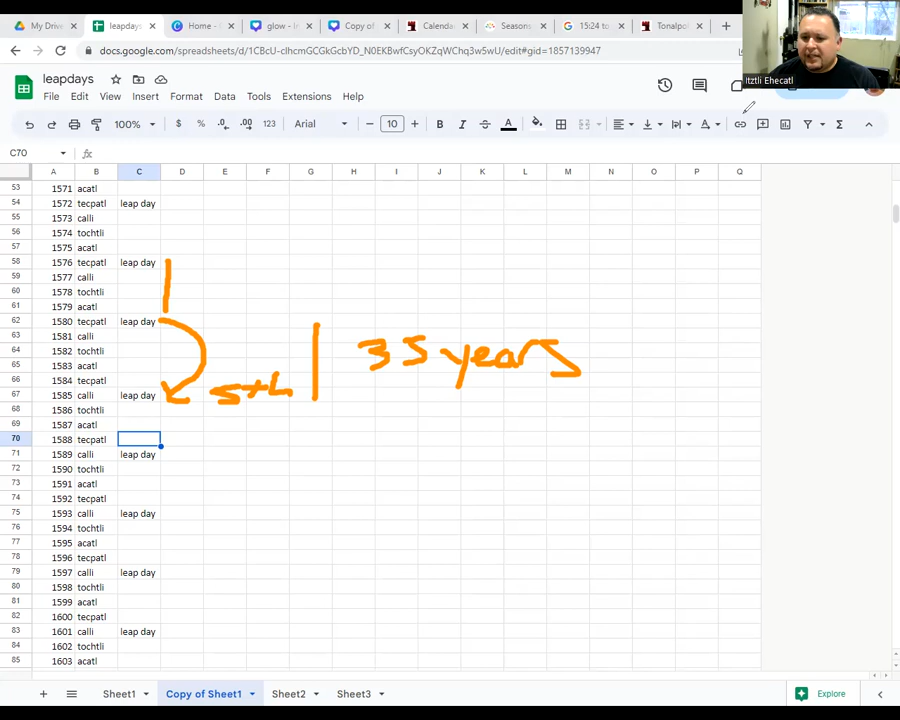 My Drive
leapdays
Home -
glow - In
Copy of
Calenda
Seasons
15:24 to
Tonalpo
docs.google.com/spreadsheets/d/1CBcU-clhcmGCGkGcbYD_N0EKBwfCsyOKZqWChq3w5wU/edit#gid=1857139947
Itztli Ehecatl
leapdays
File Edit View Insert Format Data Tools Extensions Help
100% $ % .0 .00 123 Arial - 10 + B I A
C70 fx
A B C D E F G H I J K L M N O P Q
53 1571 acatl
54 1572 tecpatl leap day
55 1573 calli
56 1574 tochtli
57 1575 acatl
58 1576 tecpatl leap day
59 1577 calli
60 1578 tochtli
61 1579 acatl
62 1580 tecpatl leap day
63 1581 calli
64 1582 tochtli
65 1583 acatl
66 1584 tecpatl
67 1585 calli leap day
68 1586 tochtli
69 1587 acatl
70 1588 tecpatl
71 1589 calli leap day
72 1590 tochtli
73 1591 acatl
74 1592 tecpatl
75 1593 calli leap day
76 1594 tochtli
77 1595 acatl
78 1596 tecpatl
79 1597 calli leap day
80 1598 tochtli
81 1599 acatl
82 1600 tecpatl
83 1601 calli leap day
84 1602 tochtli
85 1603 acatl
5th
35 years
Sheet1 Copy of Sheet1 Sheet2 Sheet3 Explore